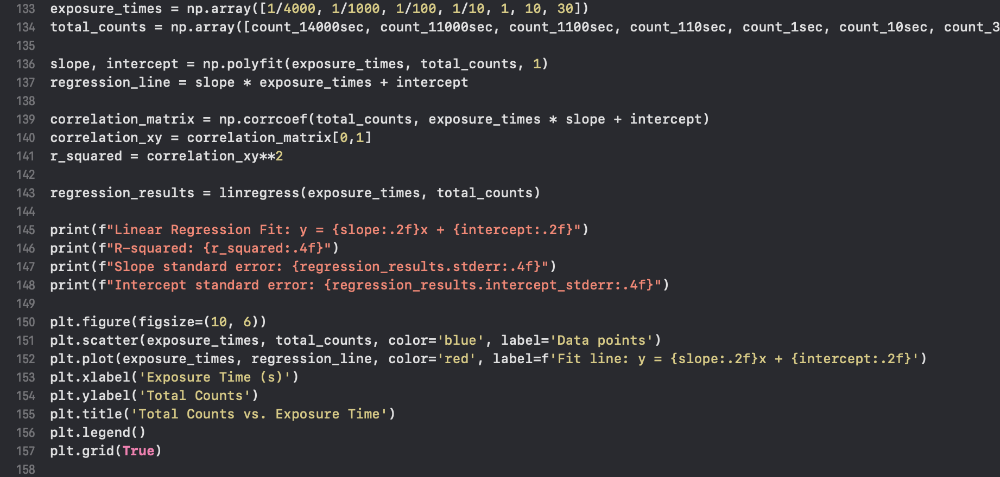 133 exposure_times = np.array([1/4000, 1/1000, 1/100, 1/10, 1, 10, 30])
134 total_counts = np.array([count_14000sec, count_11000sec, count_1100sec, count_110sec, count_1sec, count_10sec, count_3
135
136 slope, intercept = np.polyfit(exposure_times, total_counts, 1)
137 regression_line = slope * exposure_times + intercept
138
139 correlation_matrix = np.corrcoef(total_counts, exposure_times * slope + intercept)
140 correlation_xy = correlation_matrix[0,1]
141 r_squared = correlation_xy**2
142
143 regression_results = linregress(exposure_times, total_counts)
144
145 print(f"Linear Regression Fit: y = {slope:.2f}x + {intercept:.2f}")
146 print(f"R-squared: {r_squared:.4f}")
147 print(f"Slope standard error: {regression_results.stderr:.4f}")
148 print(f"Intercept standard error: {regression_results.intercept_stderr:.4f}")
149
150 plt.figure(figsize=(10, 6))
151 plt.scatter(exposure_times, total_counts, color='blue', label='Data points')
152 plt.plot(exposure_times, regression_line, color='red', label=f'Fit line: y = {slope:.2f}x + {intercept:.2f}')
153 plt.xlabel('Exposure Time (s)')
154 plt.ylabel('Total Counts')
155 plt.title('Total Counts vs. Exposure Time')
156 plt.legend()
157 plt.grid(True)
158